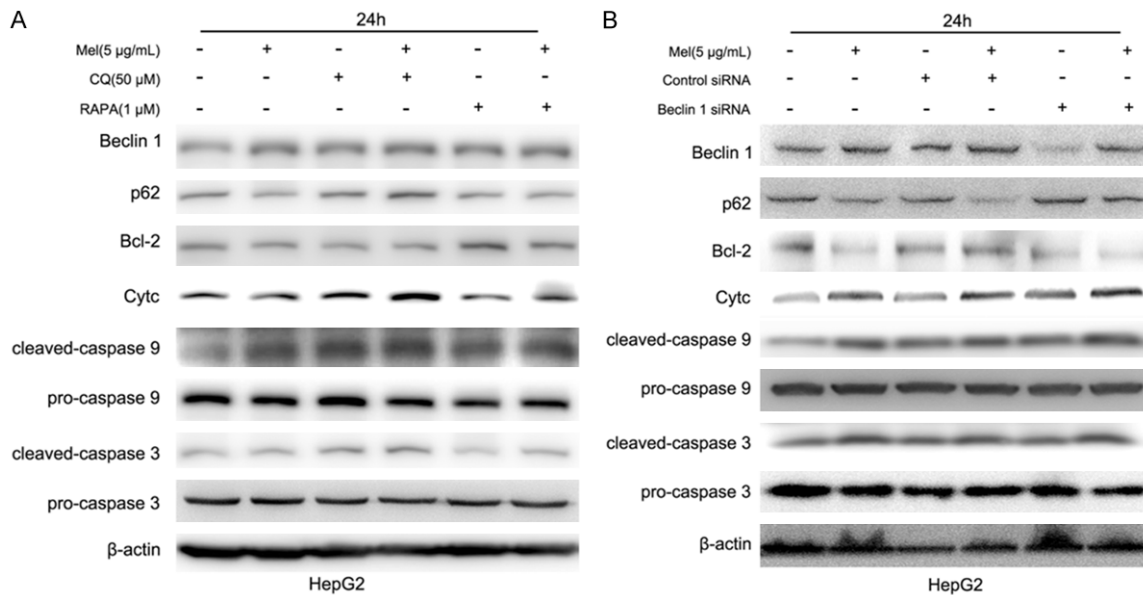 A
24h
Mel(5 µg/mL) - + - + - +
CQ(50 µM) - - + + - -
RAPA(1 µM) - - - - + +
Beclin 1
p62
Bcl-2
Cytc
cleaved-caspase 9
pro-caspase 9
cleaved-caspase 3
pro-caspase 3
β-actin
HepG2
B
24h
Mel(5 µg/mL) - + - + - +
Control siRNA - - + + - -
Beclin 1 siRNA - - - - + +
Beclin 1
p62
Bcl-2
Cytc
cleaved-caspase 9
pro-caspase 9
cleaved-caspase 3
pro-caspase 3
β-actin
HepG2